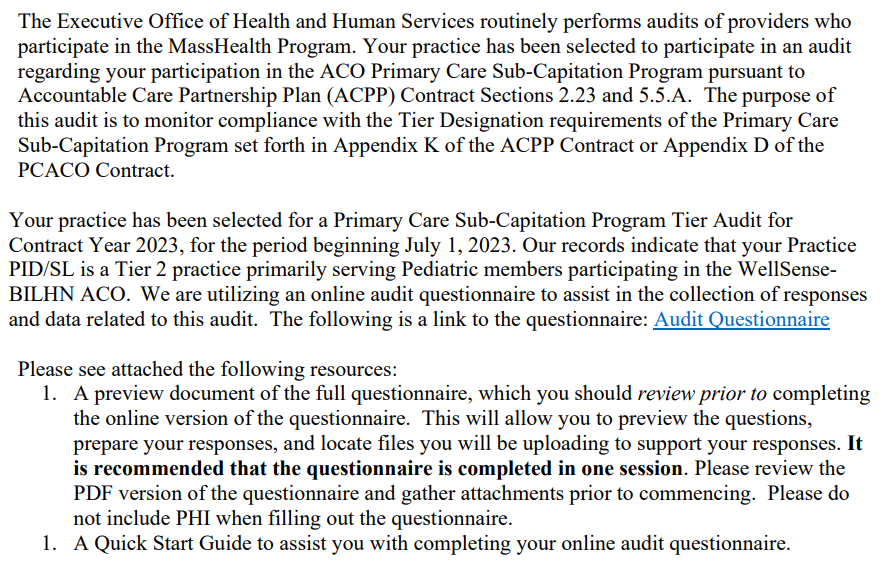 The Executive Office of Health and Human Services routinely performs audits of providers who
participate in the MassHealth Program. Your practice has been selected to participate in an audit
regarding your participation in the ACO Primary Care Sub-Capitation Program pursuant to
Accountable Care Partnership Plan (ACPP) Contract Sections 2.23 and 5.5.A.  The purpose of
this audit is to monitor compliance with the Tier Designation requirements of the Primary Care
Sub-Capitation Program set forth in Appendix K of the ACPP Contract or Appendix D of the
PCACO Contract.
Your practice has been selected for a Primary Care Sub-Capitation Program Tier Audit for
Contract Year 2023, for the period beginning July 1, 2023. Our records indicate that your Practice
PID/SL is a Tier 2 practice primarily serving Pediatric members participating in the WellSense-
BILHN ACO.  We are utilizing an online audit questionnaire to assist in the collection of responses
and data related to this audit.  The following is a link to the questionnaire: Audit Questionnaire
Please see attached the following resources:
1. A preview document of the full questionnaire, which you should review prior to completing
the online version of the questionnaire.  This will allow you to preview the questions,
prepare your responses, and locate files you will be uploading to support your responses. It
is recommended that the questionnaire is completed in one session. Please review the
PDF version of the questionnaire and gather attachments prior to commencing.  Please do
not include PHI when filling out the questionnaire.
1. A Quick Start Guide to assist you with completing your online audit questionnaire.